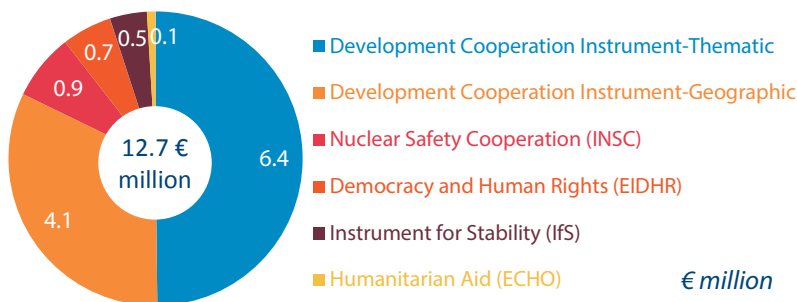 0.1
0.5
0.7
0.9
4.1
6.4
12.7 €
million
Development Cooperation Instrument-Thematic
Development Cooperation Instrument-Geographic
Nuclear Safety Cooperation (INSC)
Democracy and Human Rights (EIDHR)
Instrument for Stability (IfS)
Humanitarian Aid (ECHO)
€ million